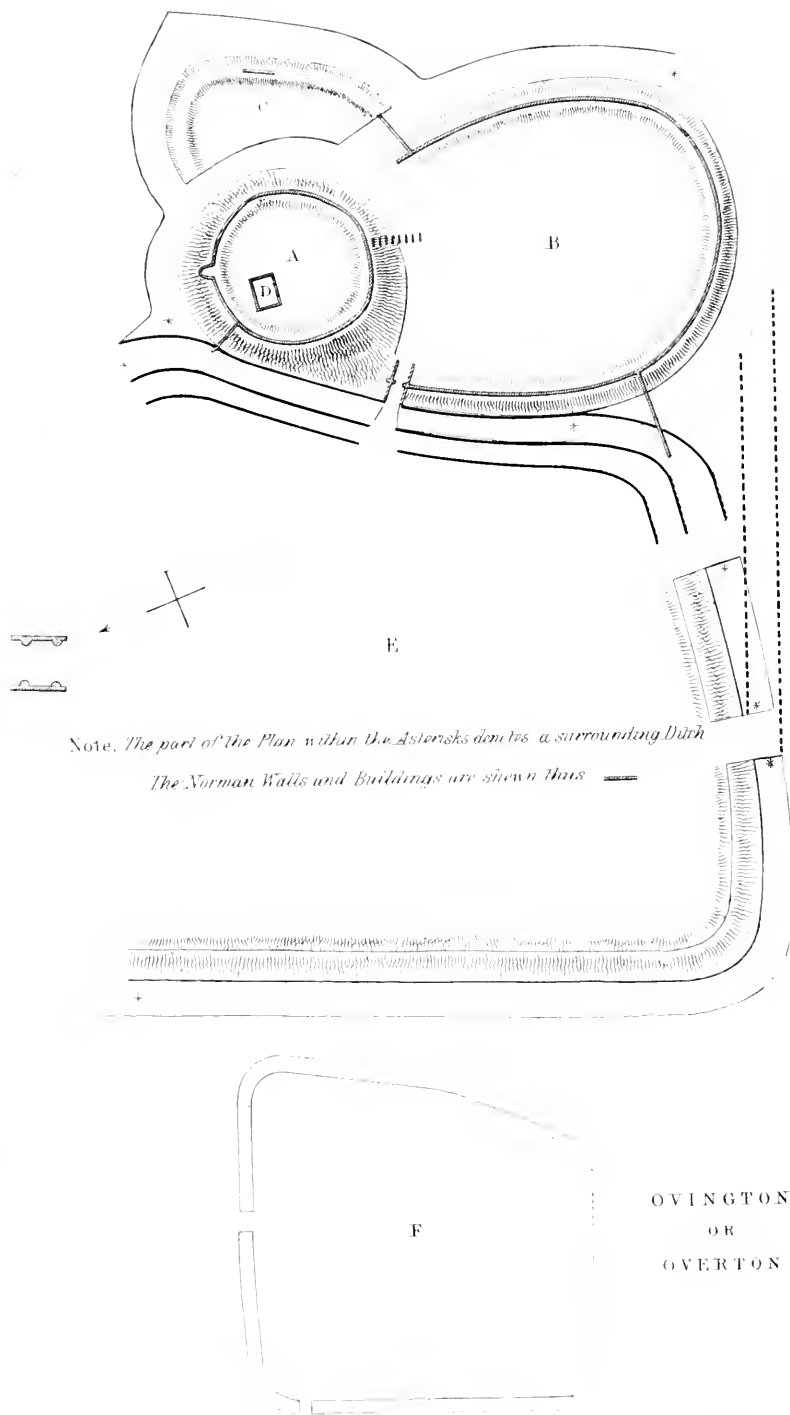 C
A
B
D
E
Note. The part of the Plan within the Asterisks denotes a surrounding Ditch
The Norman Walls and Buildings are shewn thus
F
OVINGTON
OR
OVERTON